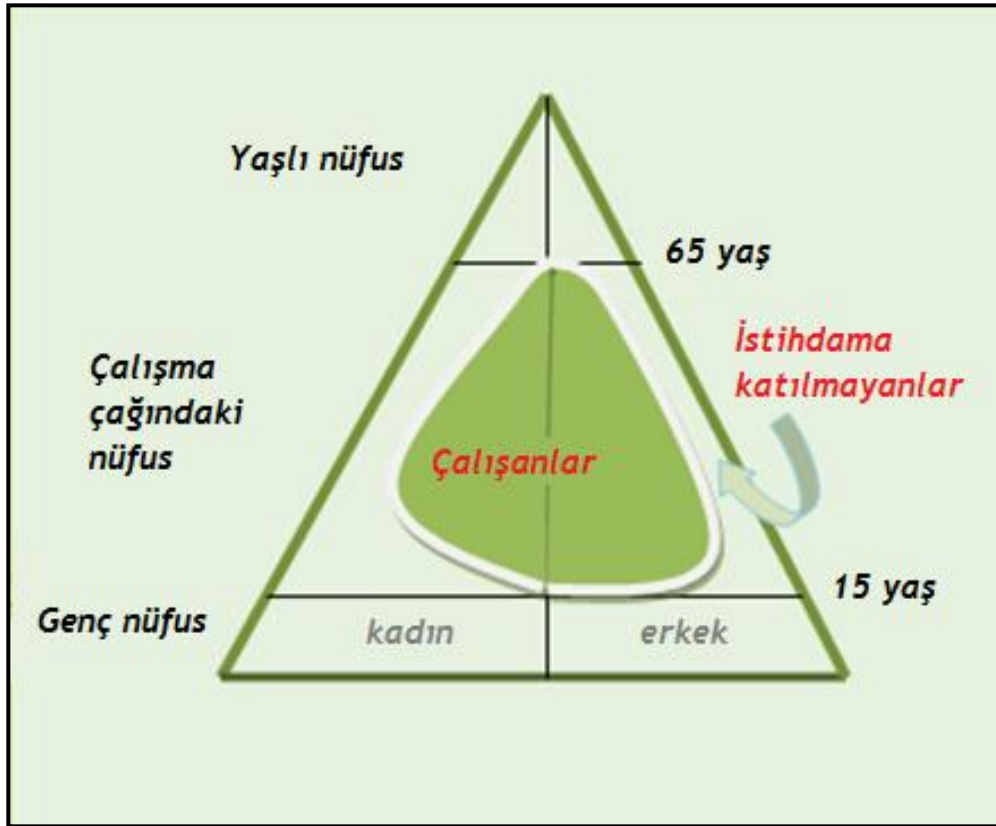 Yaşlı nüfus
65 yaş
İstihdama
katılmayanlar
Çalışma
çağındaki
nüfus
Çalışanlar
15 yaş
Genç nüfus
kadın
erkek